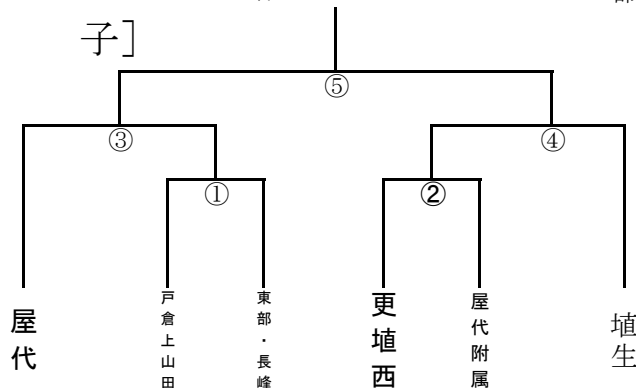 子]
⑤
③
④
①
②
屋代
戸倉上山田
東部・長峰
更埴西
屋代附属
埴生